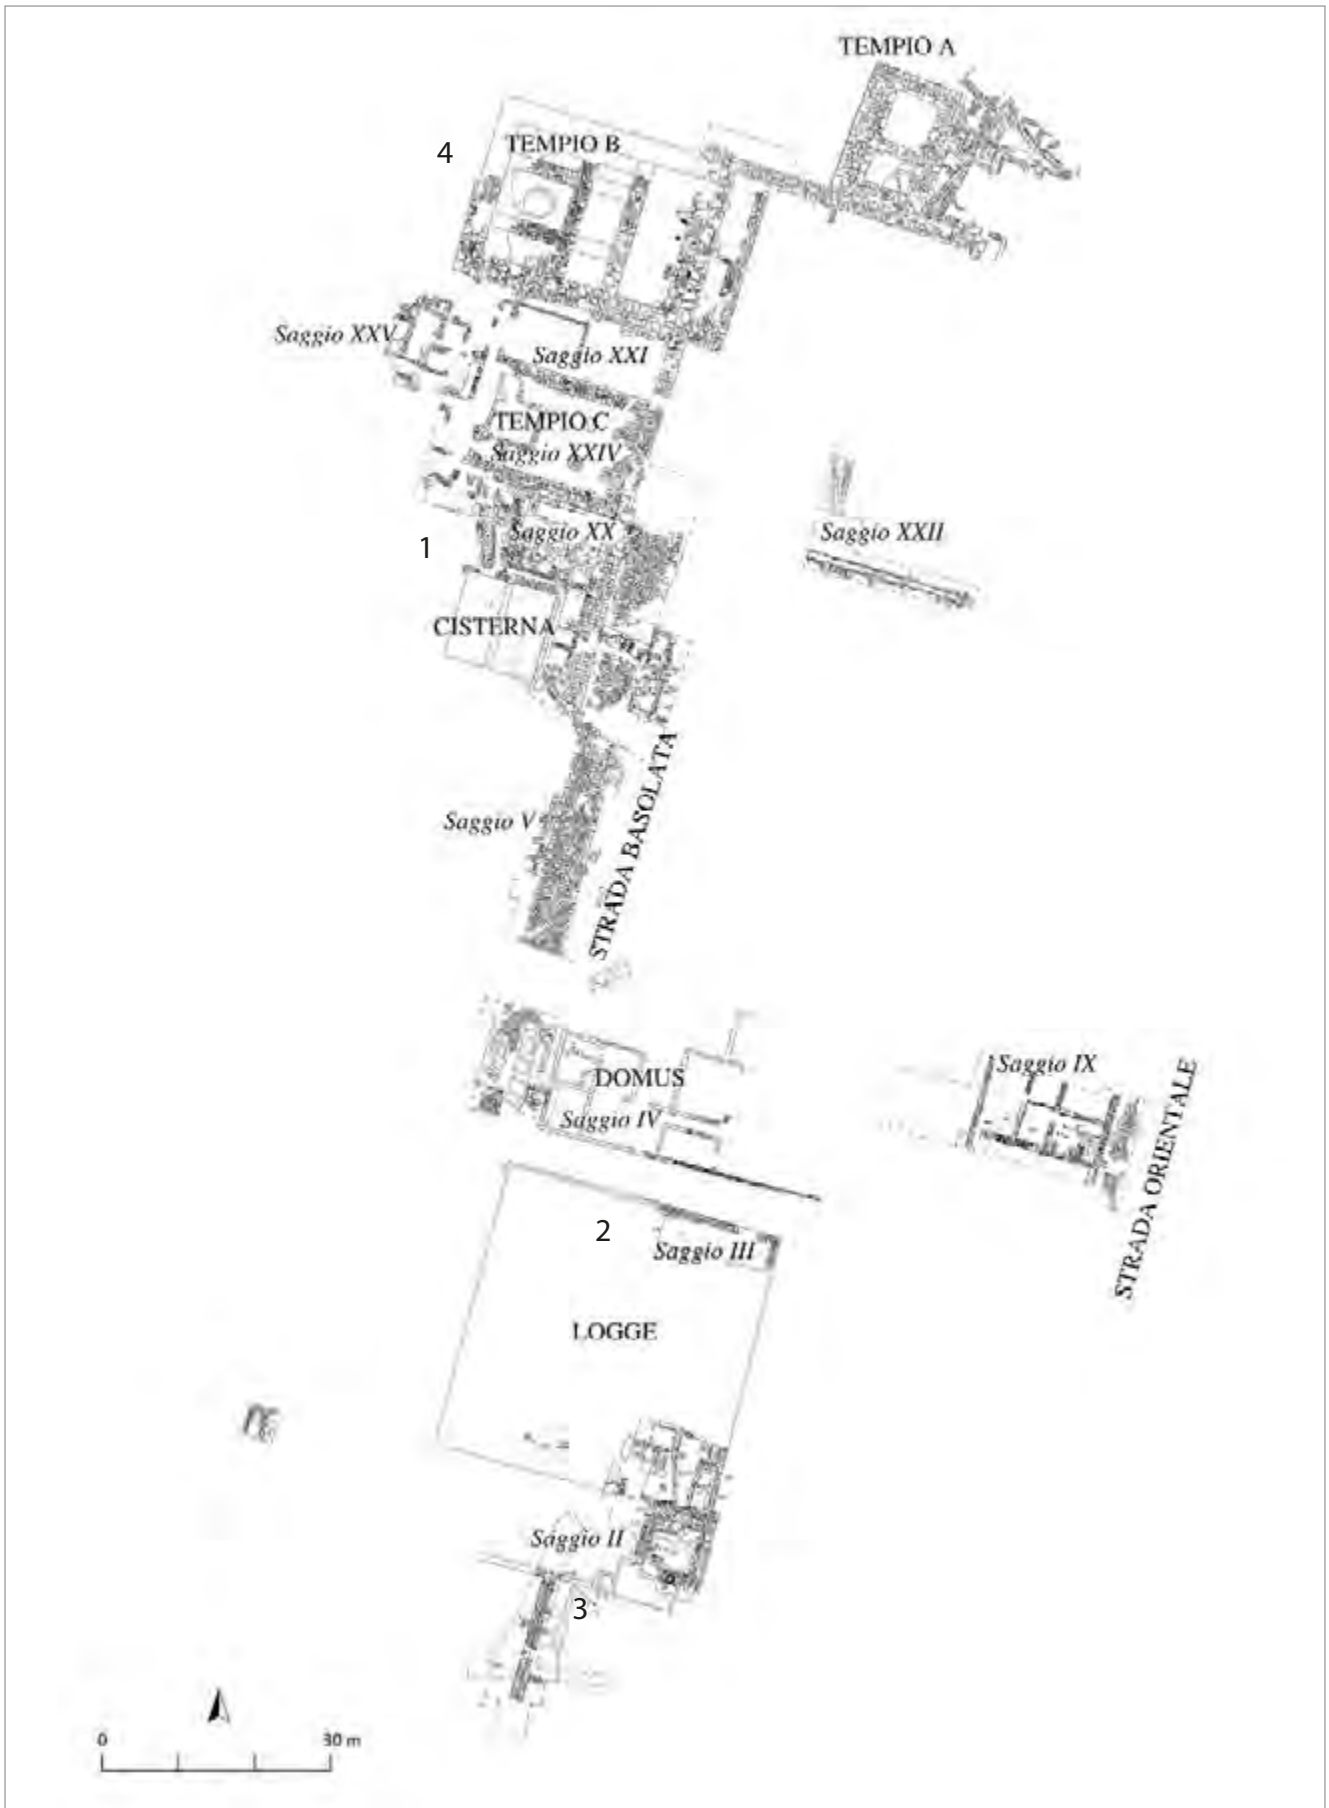 TEMPIO A
4
TEMPIO B
Saggio XXV
Saggio XXI
TEMPIO C
Saggio XXIV
1
Saggio XX
Saggio XXII
CISTERNA
STRADA BASOLATA
Saggio V
DOMUS
Saggio IV
Saggio IX
STRADA ORIENTALE
2
Saggio III
LOGGE
Saggio II
3
0
30 m